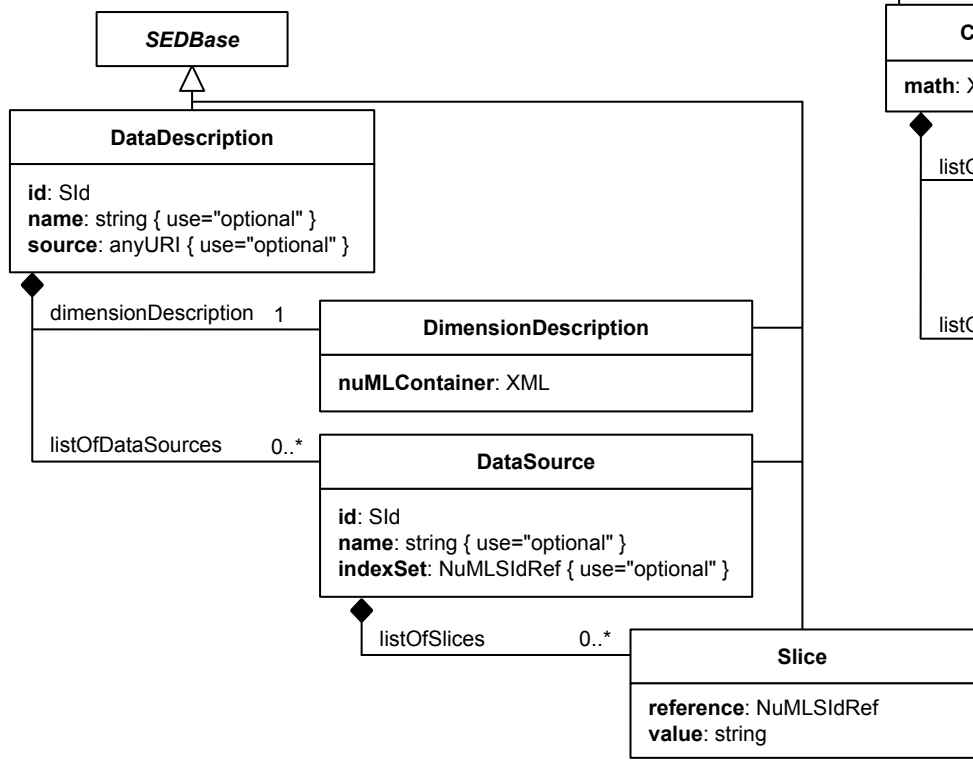 SEDBase
DataDescription
id: SId
name: string { use="optional" }
source: anyURI { use="optional" }
dimensionDescription 1
DimensionDescription
nuMLContainer: XML
listOfDataSources 0..*
DataSource
id: SId
name: string { use="optional" }
indexSet: NuMLSIdRef { use="optional" }
listOfSlices 0..*
Slice
reference: NuMLSIdRef
value: string
math: